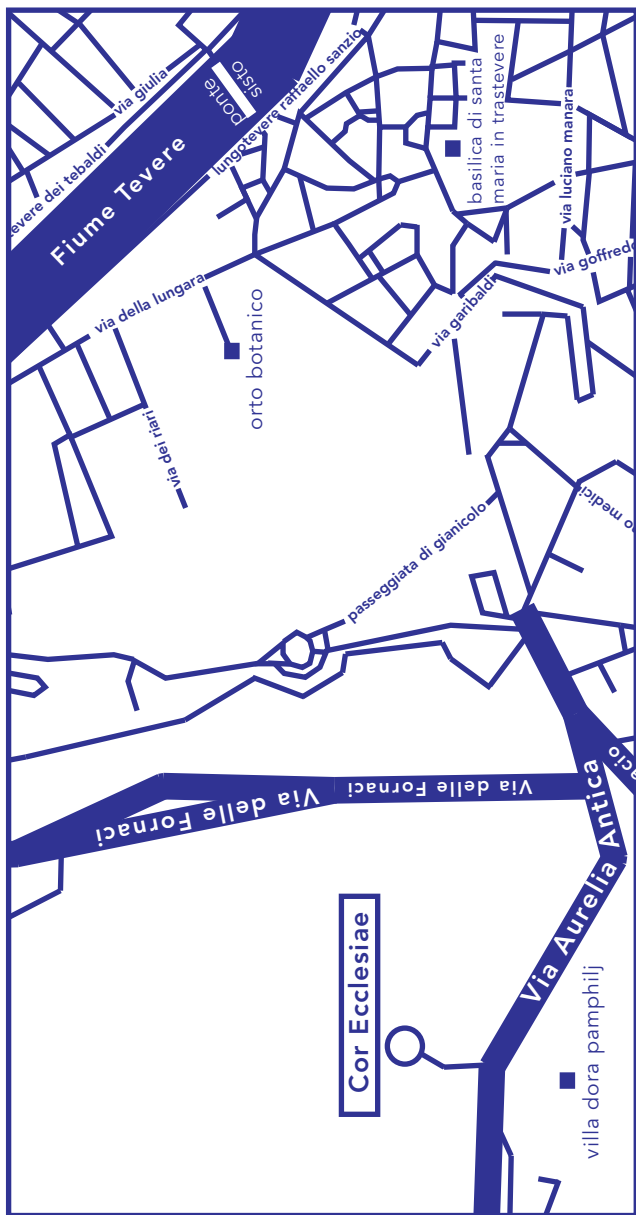 via giulia
ponte
sisto
lungotevere raffaello sanzio
tevere dei tebaldi
Fiume Tevere
basilica di santa
maria in trastevere
via luciano manara
via goffredo
via della lungara
orto botanico
via garibaldi
via dei riari
medici
passeggiata di gianicolo
Via delle Fornaci
Via delle Fornaci
Via Aurelia Antica
Cor Ecclesiae
villa dora pamphilj